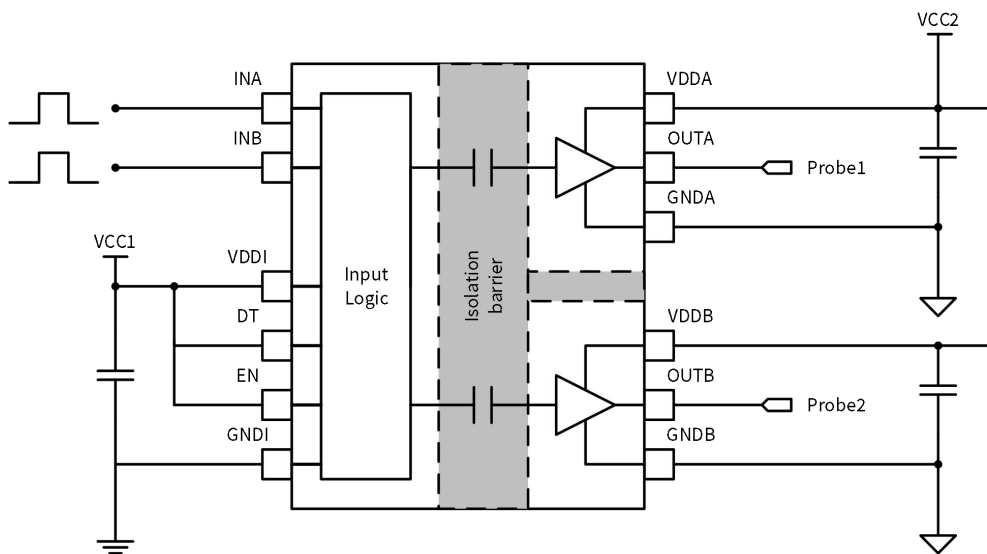 VCC2
INA
VDDA
INB
OUTA
Probe1
GNDA
VCC1
VDDI
Input
Logic
Isolation
barrier
DT
VDDB
EN
OUTB
Probe2
GNDI
GNDB